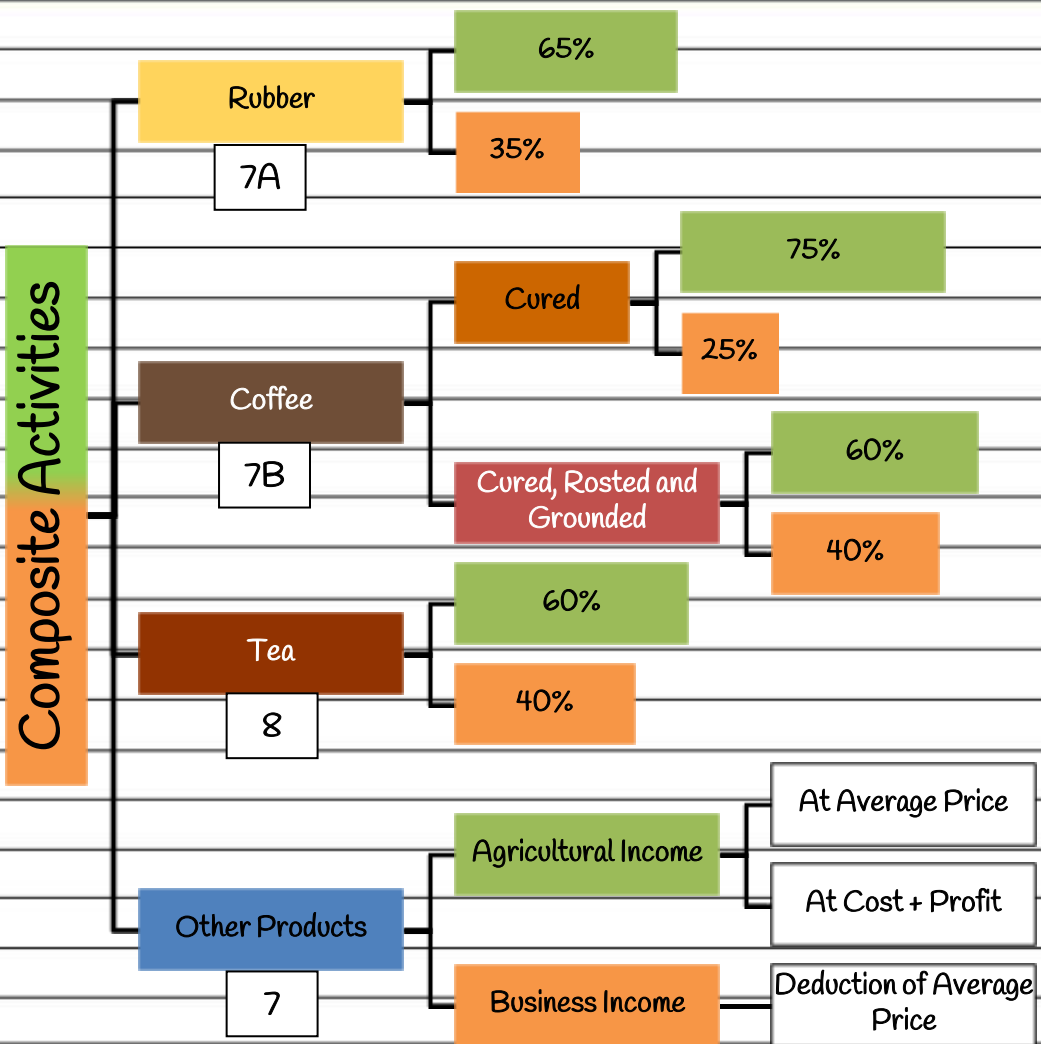 Composite Activities
Rubber
7A
65%
35%
Coffee
7B
Cured
75%
25%
Cured, Rosted and
Grounded
60%
40%
Tea
8
60%
40%
Other Products
7
Agricultural Income
At Average Price
At Cost + Profit
Business Income
Deduction of Average
Price